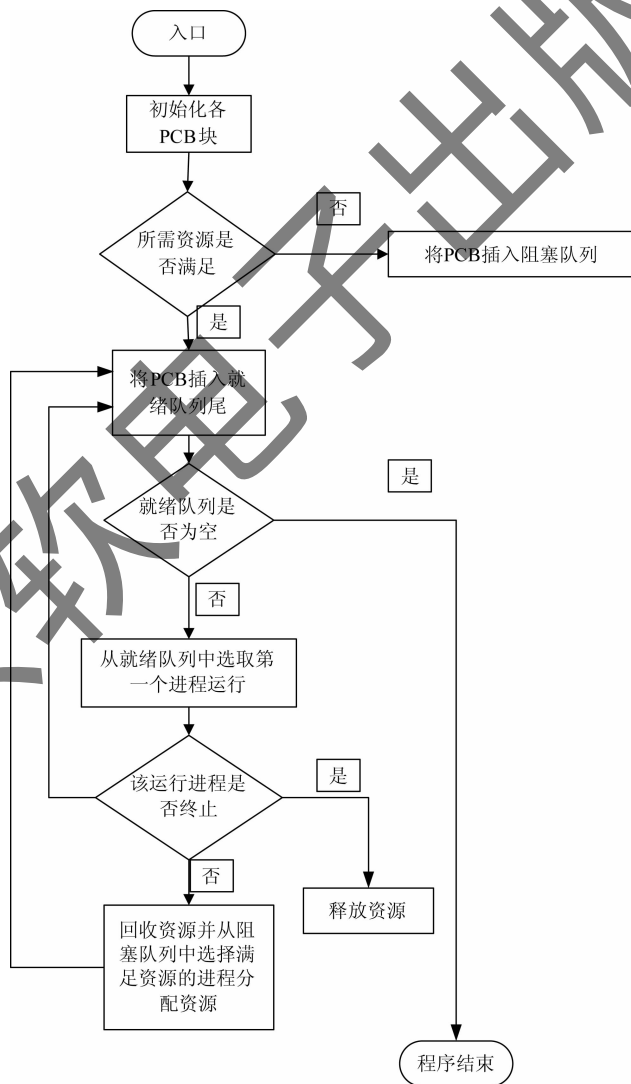 入口
初始化各
PCB块
所需资源是
否满足
否
将PCB插入阻塞队列
是
将PCB插入就
绪队列尾
就绪队列是
否为空
是
否
从就绪队列中选取第
一个进程运行
该运行进程是
否终止
是
否
释放资源
回收资源并从阻
塞队列中选择满
足资源的进程分
配资源
程序结束
软电子出版